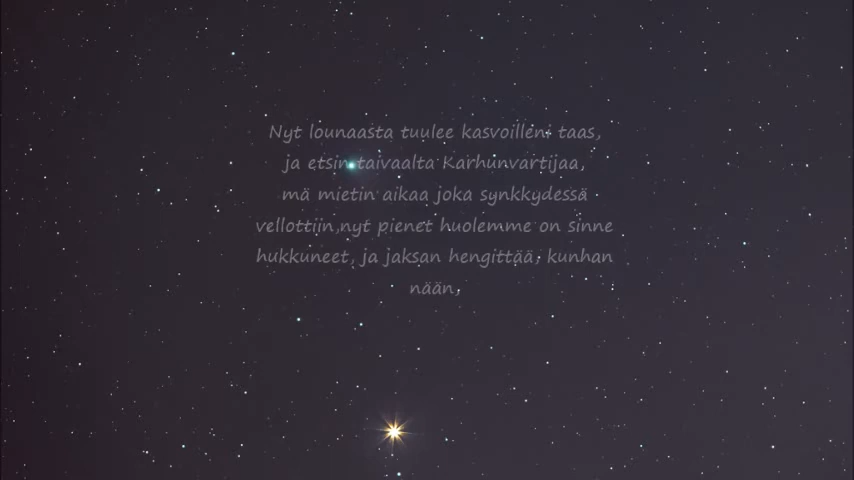 Nyt lounaasta tuulee kasvoilleni taas,
ja etsin taivaalta Karhunvartijaa,
mä mietin aikaa joka synkkydessä
vellottiin,nyt pienet huolemme on sinne
hukkuneet, ja jaksan hengittää, kunhan
nään,